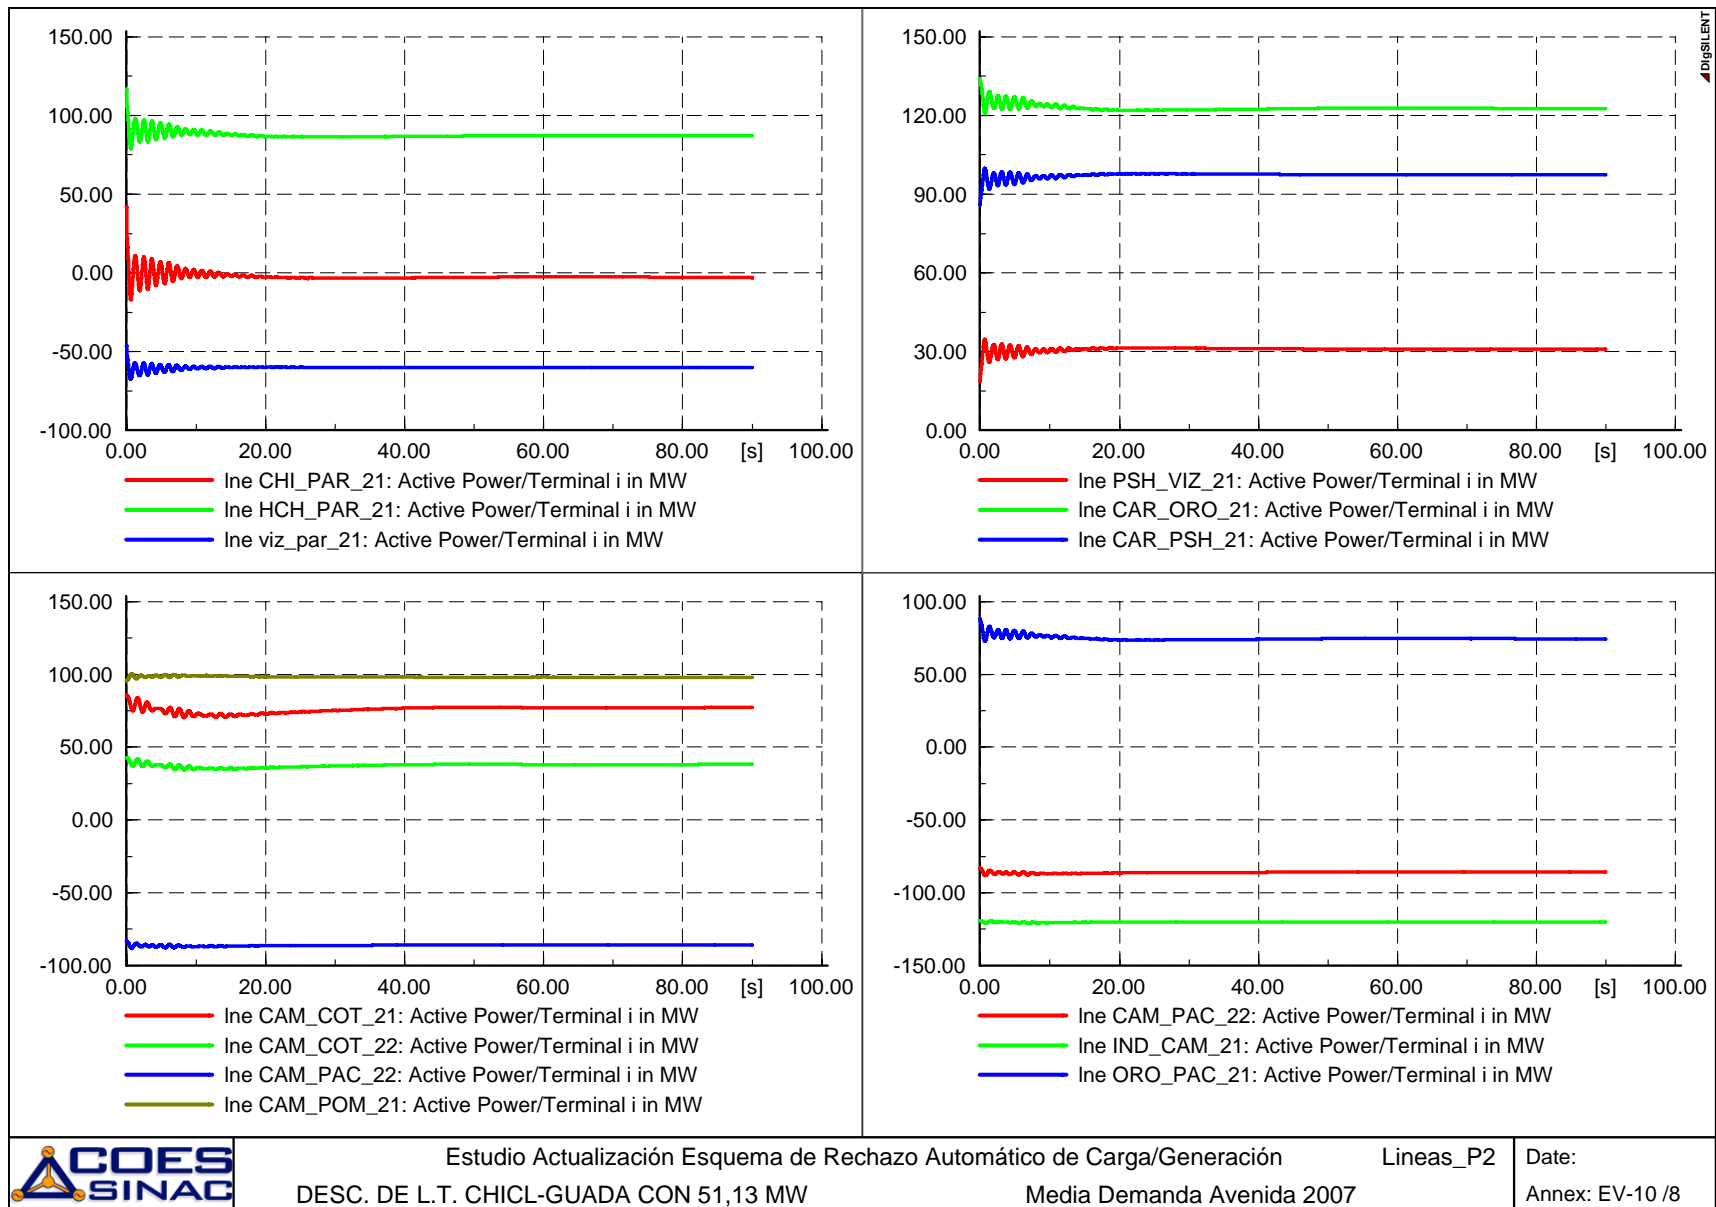 DIgSILENT
150.00
100.00
50.00
0.00
-50.00
-100.00
0.00 20.00 40.00 60.00 80.00 [s] 100.00
lne CHI_PAR_21: Active Power/Terminal i in MW
lne HCH_PAR_21: Active Power/Terminal i in MW
lne viz_par_21: Active Power/Terminal i in MW
150.00
120.00
90.00
60.00
30.00
0.00
0.00 20.00 40.00 60.00 80.00 [s] 100.00
lne PSH_VIZ_21: Active Power/Terminal i in MW
lne CAR_ORO_21: Active Power/Terminal i in MW
lne CAR_PSH_21: Active Power/Terminal i in MW
150.00
100.00
50.00
0.00
-50.00
-100.00
0.00 20.00 40.00 60.00 80.00 [s] 100.00
lne CAM_COT_21: Active Power/Terminal i in MW
lne CAM_COT_22: Active Power/Terminal i in MW
lne CAM_PAC_22: Active Power/Terminal i in MW
lne CAM_POM_21: Active Power/Terminal i in MW
100.00
50.00
0.00
-50.00
-100.00
-150.00
0.00 20.00 40.00 60.00 80.00 [s] 100.00
lne CAM_PAC_22: Active Power/Terminal i in MW
lne IND_CAM_21: Active Power/Terminal i in MW
lne ORO_PAC_21: Active Power/Terminal i in MW
COES
SINAC
Estudio Actualización Esquema de Rechazo Automático de Carga/Generación Lineas_P2
DESC. DE L.T. CHICL-GUADA CON 51,13 MW Media Demanda Avenida 2007
Date:
Annex: EV-10 /8